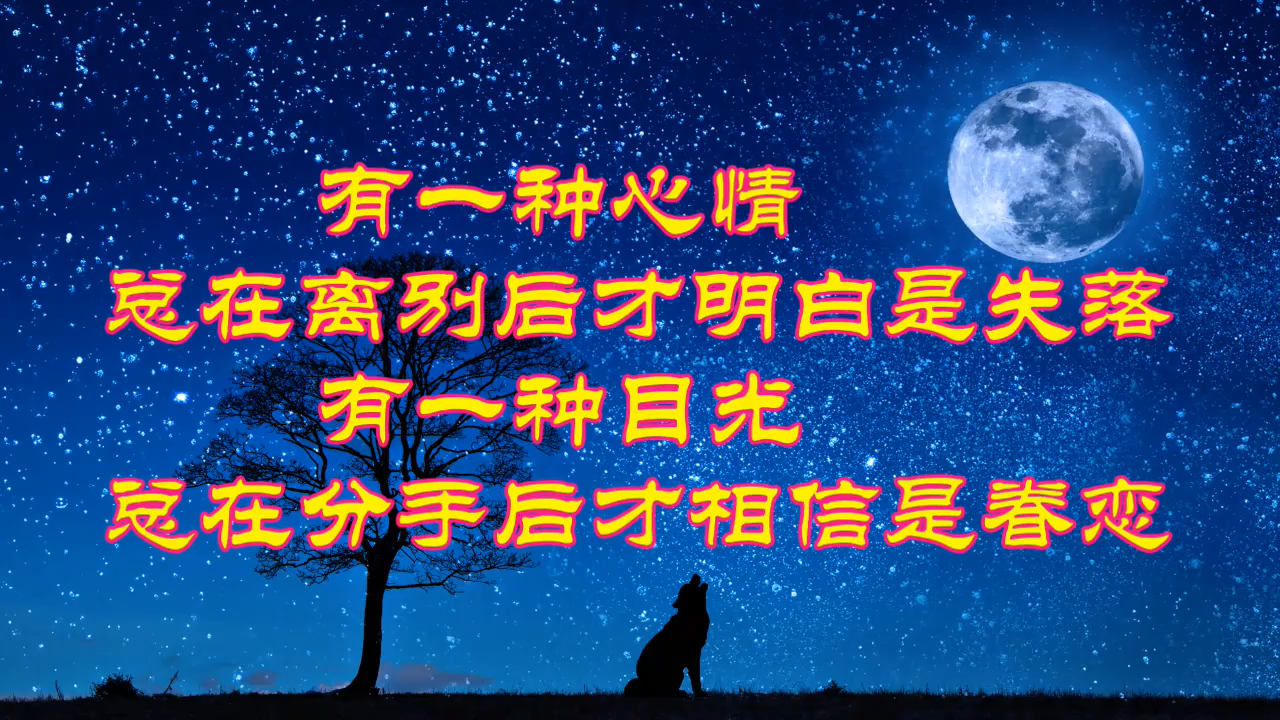 有一种心情
总在离别后才明白是失落
有一种目光
总在分手后才相信是眷恋